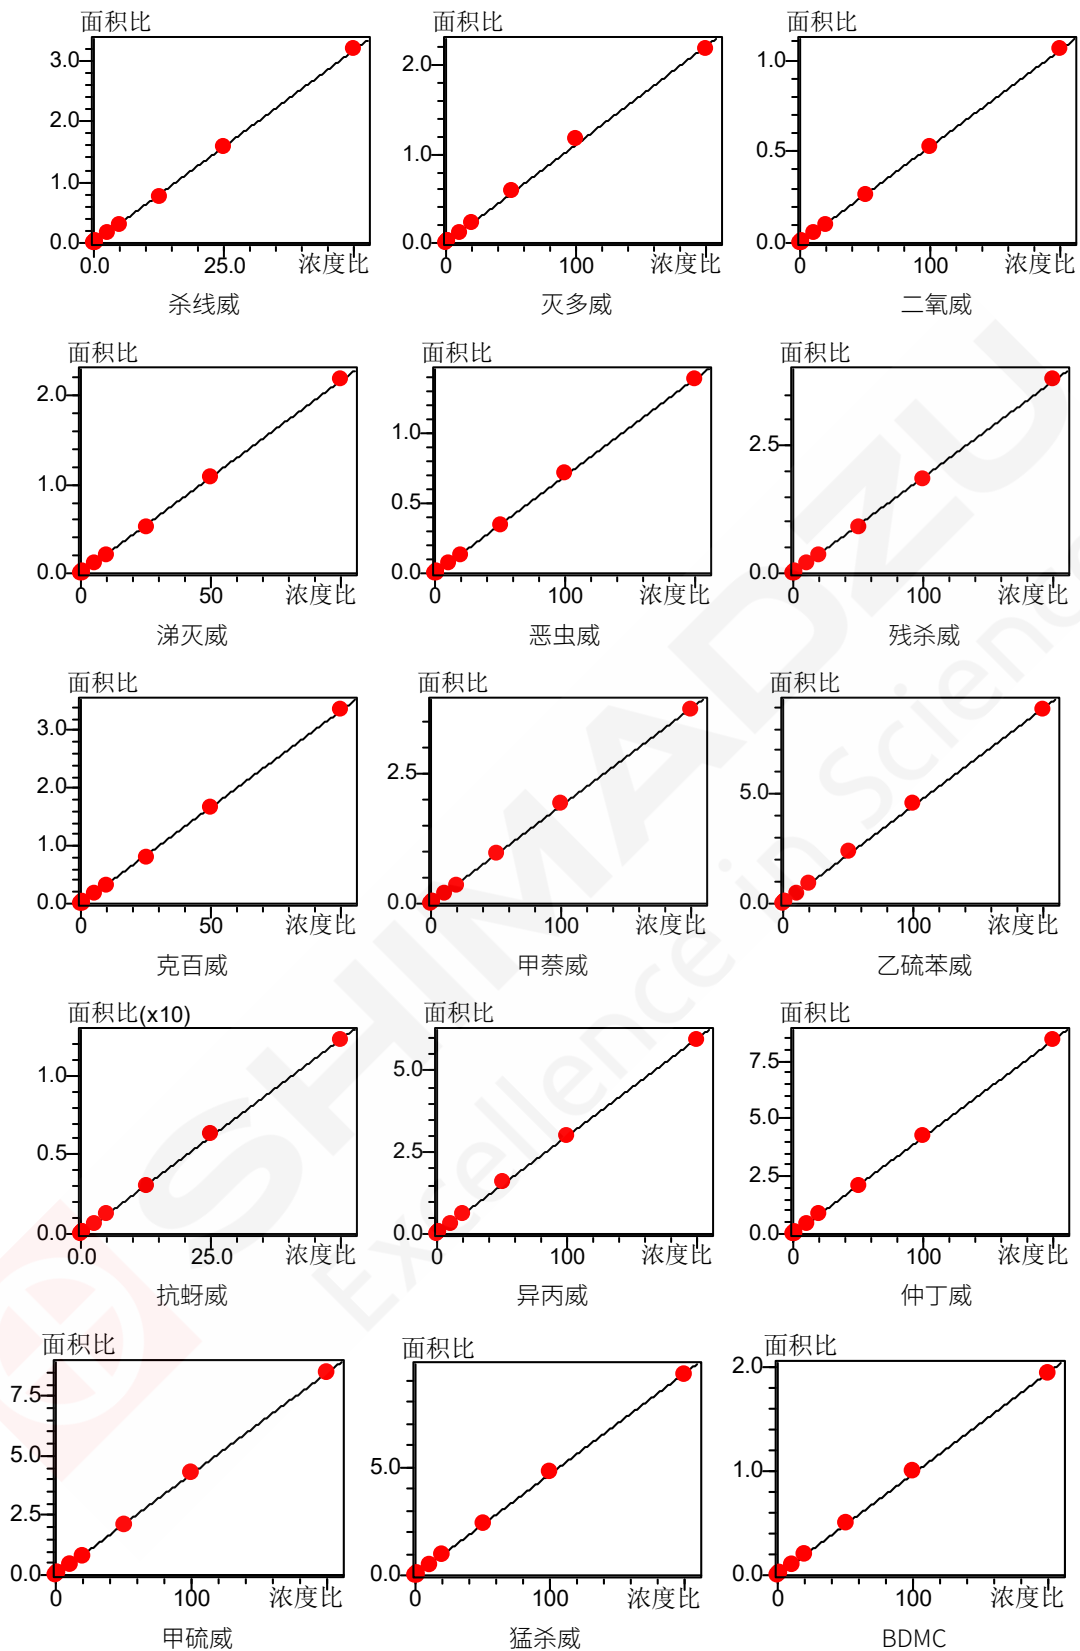 面积比 面积比 面积比
3.0 2.0 1.0
2.0
1.0 1.0 0.5
0.0 0.0 0.0
0.0 25.0 浓度比 0 100 浓度比 0 100 浓度比
杀线威 灭多威 二氧威
面积比 面积比 面积比
2.0 1.0 2.5
1.0 0.5
0.0 0.0 0.0
0 50 浓度比 0 100 浓度比 0 100 浓度比
涕灭威 恶虫威 残杀威
面积比 面积比 面积比
3.0 2.5 5.0
2.0
1.0
0.0 0.0 0.0
0 50 浓度比 0 100 浓度比 0 100 浓度比
克百威 甲萘威 乙硫苯威
面积比(x10) 面积比 面积比
1.0 5.0 7.5
5.0
0.5 2.5 2.5
0.0 0.0 0.0
0.0 25.0 浓度比 0 100 浓度比 0 100 浓度比
抗蚜威 异丙威 仲丁威
面积比 面积比 面积比
7.5 2.0
5.0 5.0 1.0
2.5
0.0 0.0 0.0
0 100 浓度比 0 100 浓度比 0 100 浓度比
甲硫威 猛杀威 BDMC
SHIMADZU
Excellence in Science